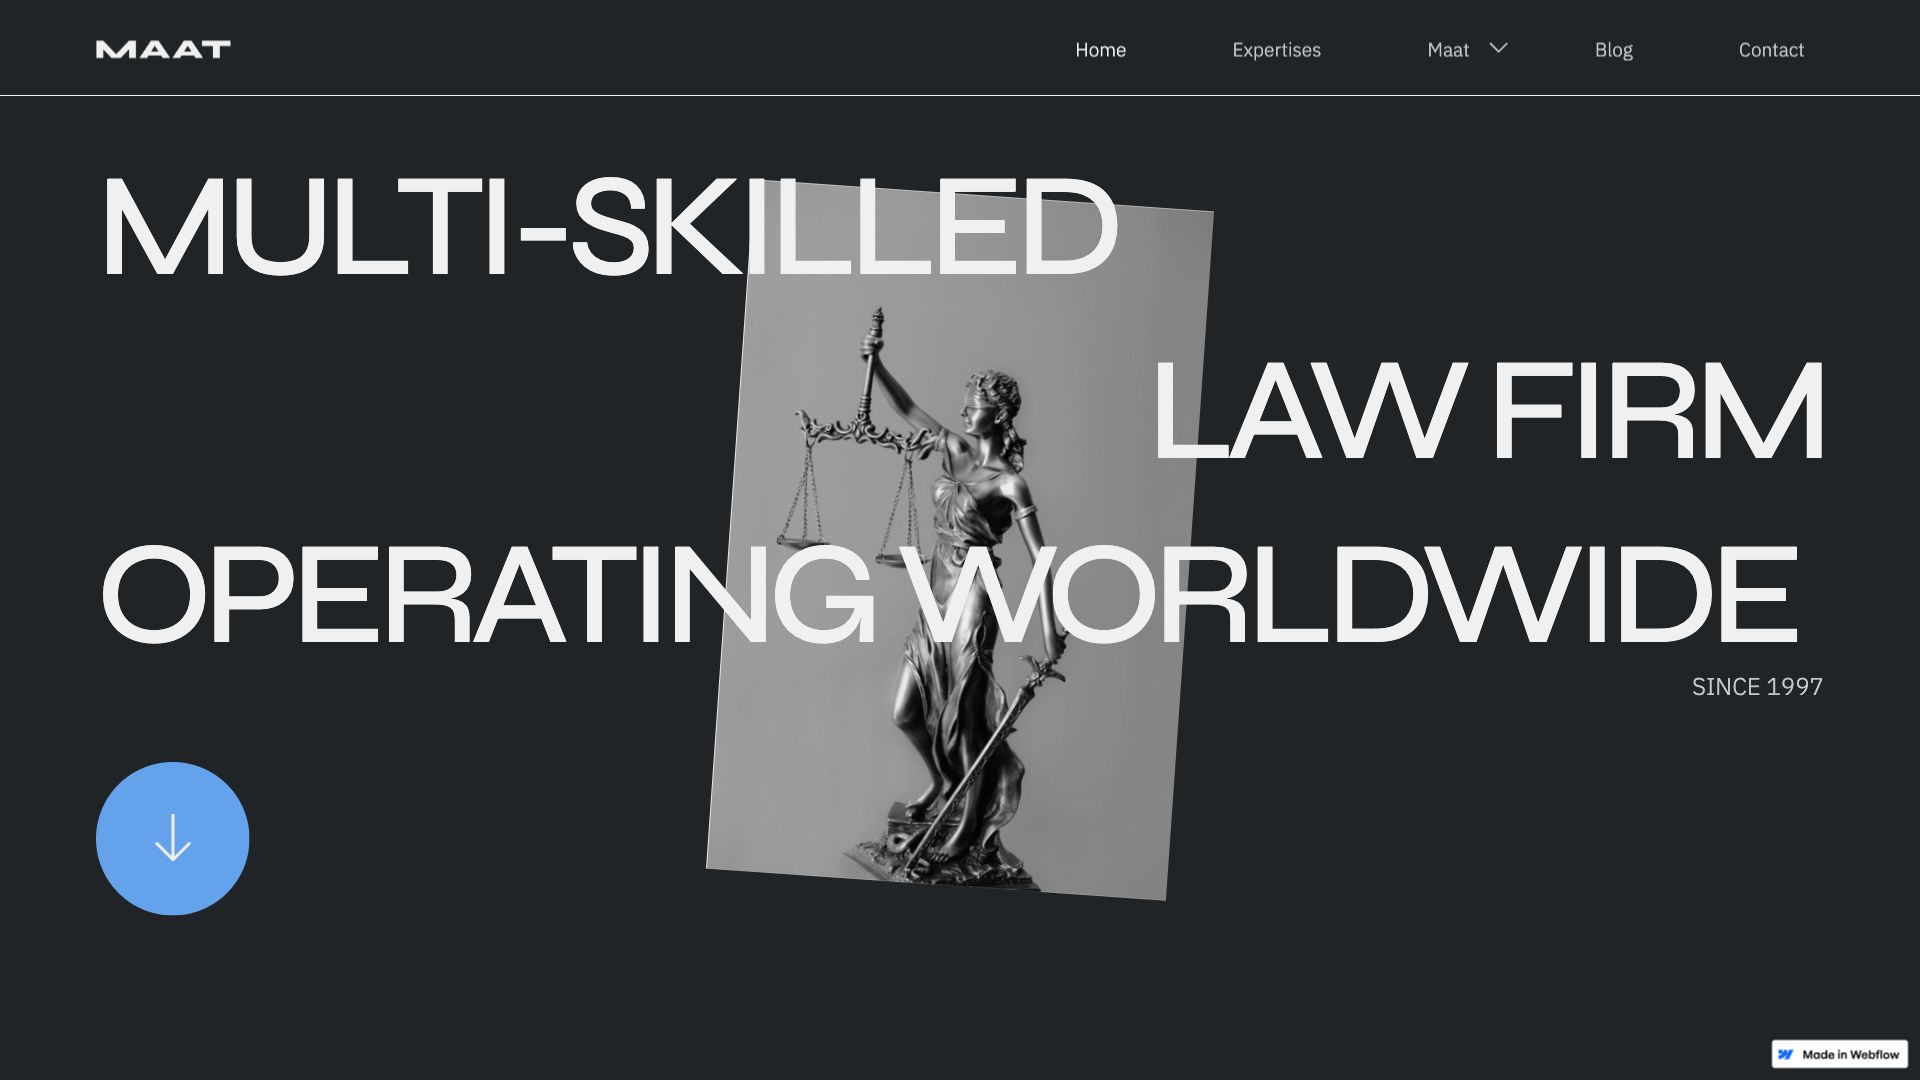 MAAT
Home Expertises Maat Blog Contact
MULTI-SKILLED
LAW FIRM
OPERATING WORLDWIDE
SINCE 1997
Made in Webflow